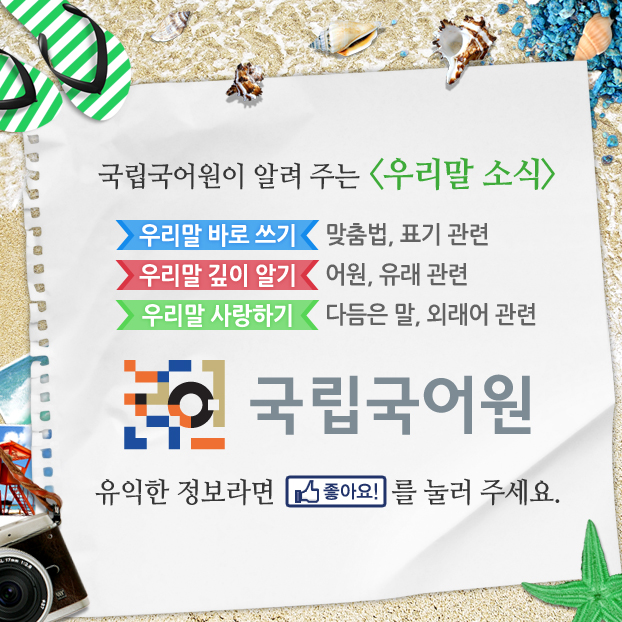 국립국어원이 알려 주는 <우리말 소식>
우리말 바로 쓰기 맞춤법, 표기 관련
우리말 깊이 알기 어원, 유래 관련
우리말 사랑하기 다듬은 말, 외래어 관련
국립국어원
유익한 정보라면 좋아요! 를 눌러 주세요.